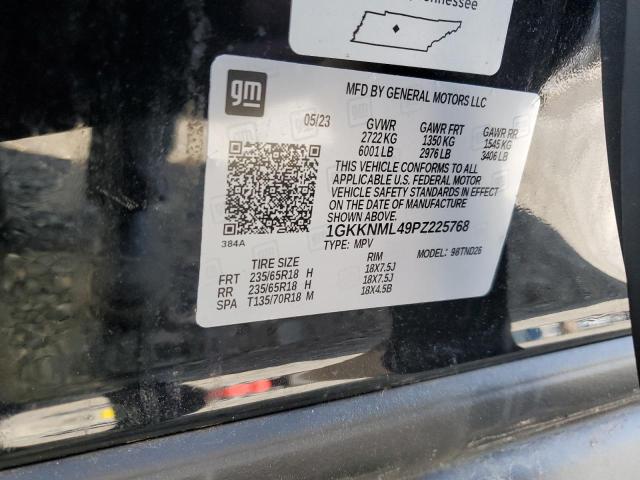 Tennessee
gm
MFD BY GENERAL MOTORS LLC
05/23 GVWR GAWR FRT GAWR RR
2722 KG 1350 KG 1545 KG
6001 LB 2976 LB 3406 LB
THIS VEHICLE CONFORMS TO ALL
APPLICABLE U.S. FEDERAL MOTOR
VEHICLE SAFETY STANDARDS IN EFFECT
ON THE DATE OF MANUFACTURE
SHOWN ABOVE.
1GKKNML49PZ225768
384A TYPE: MPV MODEL: 98TND26
TIRE SIZE RIM
FRT 235/65R18 H 18X7.5J
RR 235/65R18 H 18X7.5J
SPA T135/70R18 M 18X4.5B